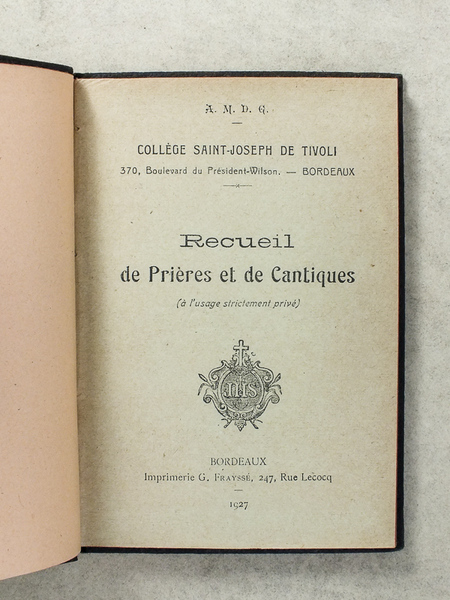 A. M. D. G.
COLLÈGE SAINT-JOSEPH DE TIVOLI
370, Boulevard du Président-Wilson. — BORDEAUX
Recueil
de Prières et de Cantiques
(à l'usage strictement privé)
IHS
BORDEAUX
Imprimerie G. FRAYSSÉ, 247, Rue Lecocq
1927